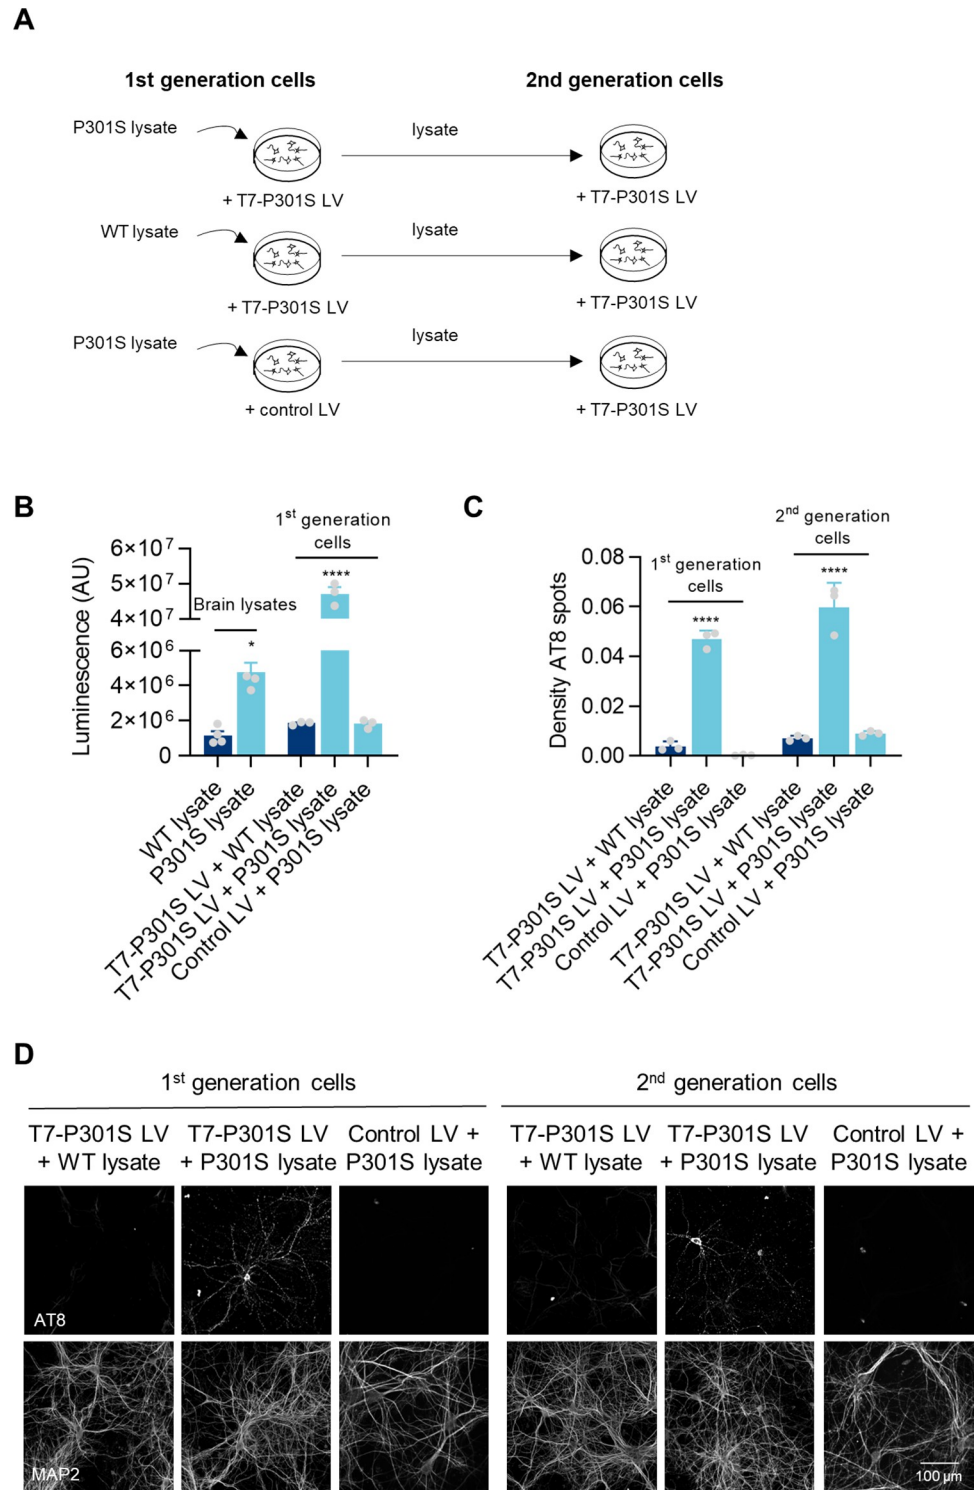 A
1st generation cells
2nd generation cells
P301S lysate
lysate
+ T7-P301S LV
+ T7-P301S LV
WT lysate
lysate
+ T7-P301S LV
+ T7-P301S LV
P301S lysate
lysate
+ control LV
+ T7-P301S LV
B
Luminescence (AU)
6×10⁷
5×10⁷
4×10⁷
6×10⁶
4×10⁶
2×10⁶
0
Brain lysates
1st generation
cells
*
****
WT lysate
P301S lysate
T7-P301S LV + WT lysate
T7-P301S LV + P301S lysate
Control LV + P301S lysate
C
Density AT8 spots
0.08
0.06
0.04
0.02
0.00
1st generation
cells
2nd generation
cells
****
****
T7-P301S LV + WT lysate
T7-P301S LV + P301S lysate
Control LV + P301S lysate
T7-P301S LV + WT lysate
T7-P301S LV + P301S lysate
Control LV + P301S lysate
D
1st generation cells
2nd generation cells
T7-P301S LV
+ WT lysate
T7-P301S LV
+ P301S lysate
Control LV +
P301S lysate
T7-P301S LV
+ WT lysate
T7-P301S LV
+ P301S lysate
Control LV +
P301S lysate
AT8
MAP2
100 µm